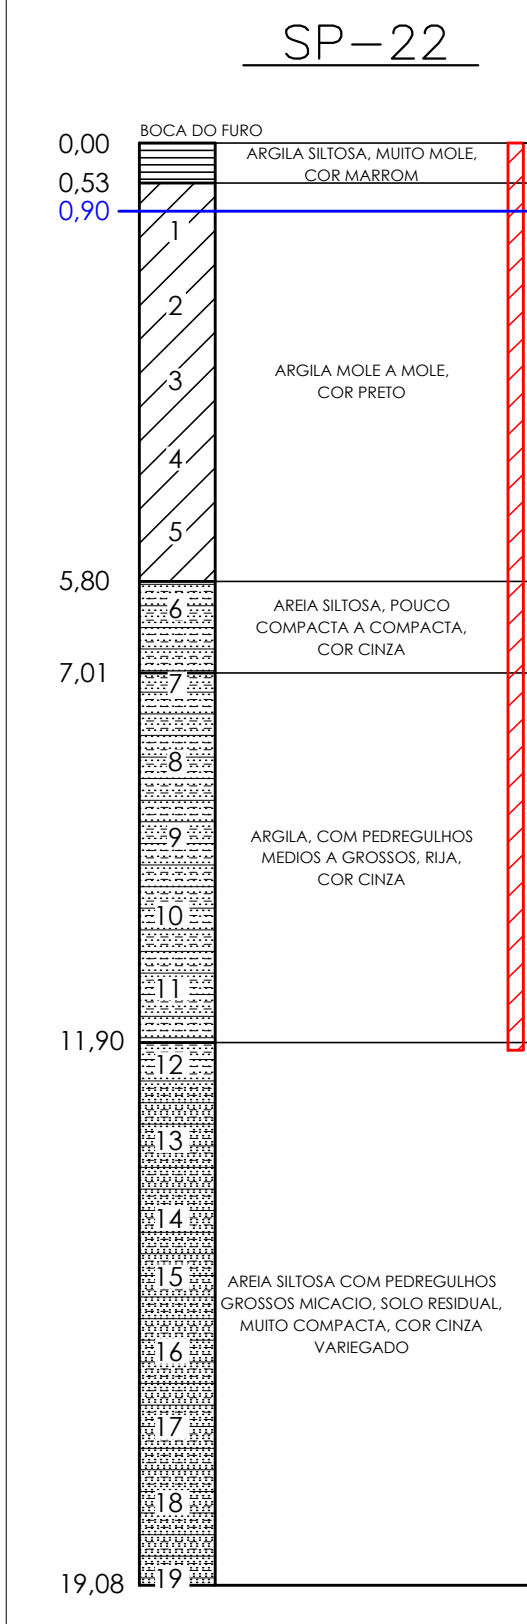 SP-22
BOCA DO FURO
0,00
ARGILA SILTOSA, MUITO MOLE,
COR MARROM
0,53
0,90
1
2
3
ARGILA MOLE A MOLE,
COR PRETO
4
5
5,80
6
AREIA SILTOSA, POUCO
COMPACTA A COMPACTA,
COR CINZA
7,01
7
8
9
ARGILA, COM PEDREGULHOS
MEDIOS A GROSSOS, RIJA,
COR CINZA
10
11
11,90
12
13
14
15
AREIA SILTOSA COM PEDREGULHOS
GROSSOS MICACIO, SOLO RESIDUAL,
MUITO COMPACTA, COR CINZA
VARIEGADO
16
17
18
19,08
19